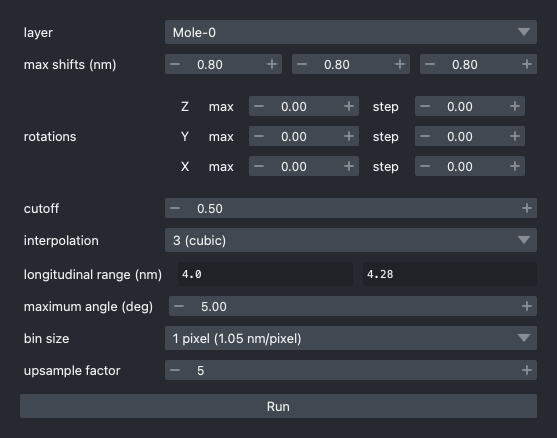 layer Mole-0
max shifts (nm) − 0.80 + − 0.80 + − 0.80 +
Z max − 0.00 + step − 0.00 +
rotations Y max − 0.00 + step − 0.00 +
X max − 0.00 + step − 0.00 +
cutoff − 0.50 +
interpolation 3 (cubic)
longitudinal range (nm) 4.0 4.28
maximum angle (deg) − 5.00 +
bin size 1 pixel (1.05 nm/pixel)
upsample factor − 5 +
Run